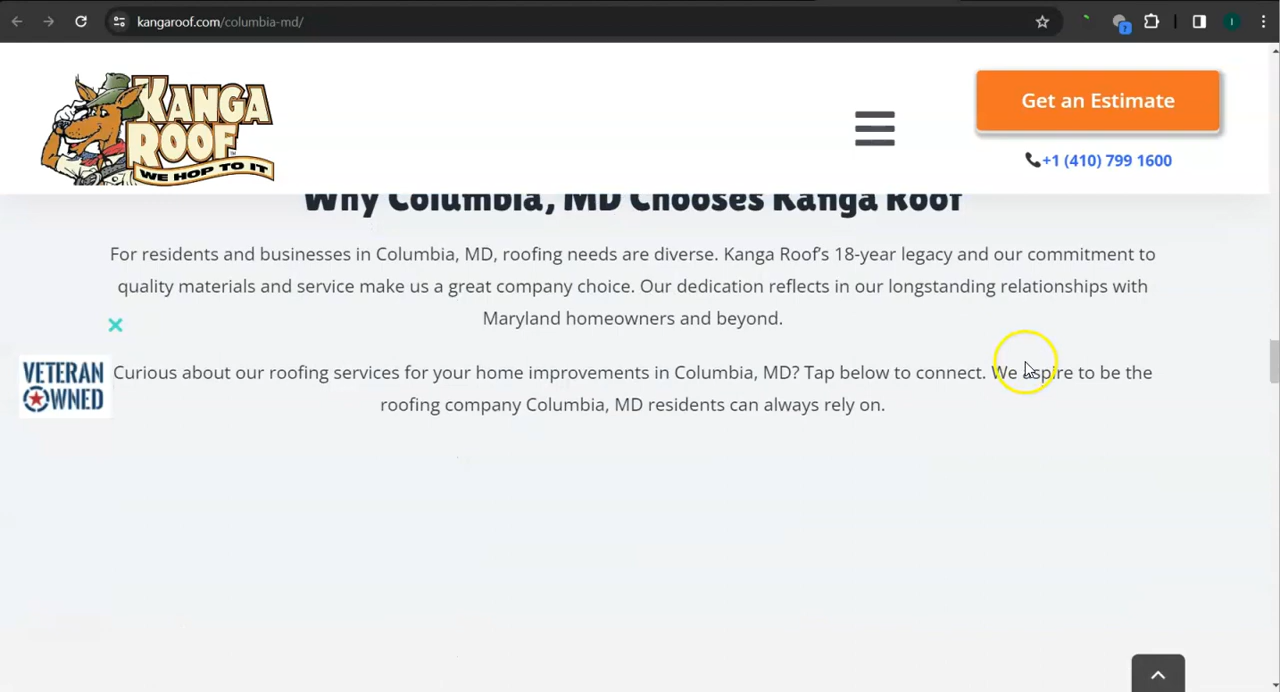 kangaroof.com/columbia-md/
KANGA
ROOF
WE HOP TO IT
Get an Estimate
+1 (410) 799 1600
Why Columbia, MD Chooses Kanga Roof
For residents and businesses in Columbia, MD, roofing needs are diverse. Kanga Roof’s 18-year legacy and our commitment to
quality materials and service make us a great company choice. Our dedication reflects in our longstanding relationships with
Maryland homeowners and beyond.
VETERAN
OWNED
Curious about our roofing services for your home improvements in Columbia, MD? Tap below to connect. We aspire to be the
roofing company Columbia, MD residents can always rely on.